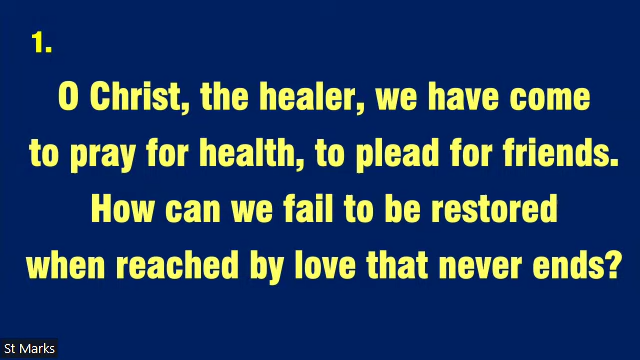 1.
O Christ, the healer, we have come
to pray for health, to plead for friends.
How can we fail to be restored
when reached by love that never ends?
St Marks